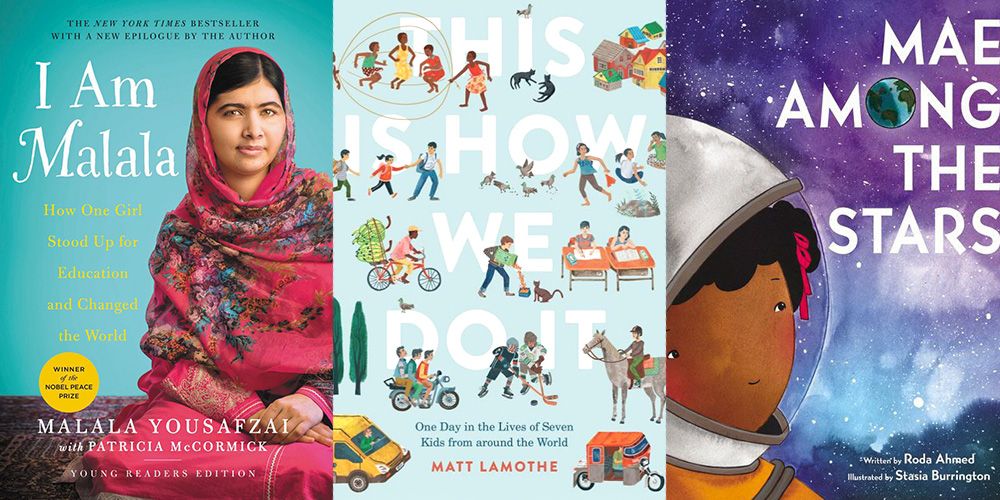 THE NEW YORK TIMES BESTSELLER
WITH A NEW EPILOGUE BY THE AUTHOR
I Am
Malala
How One Girl
Stood Up for
Education
and Changed
the World
WINNER
of the
NOBEL PEACE
PRIZE
MALALA YOUSAFZAI
with PATRICIA McCORMICK
YOUNG READERS EDITION
THIS
IS HOW
WE
DO IT
One Day in the Lives of Seven
Kids from around the World
MATT LAMOTHE
MAE
AMONG
THE
STARS
Written by Roda Ahmed
Illustrated by Stasia Burrington